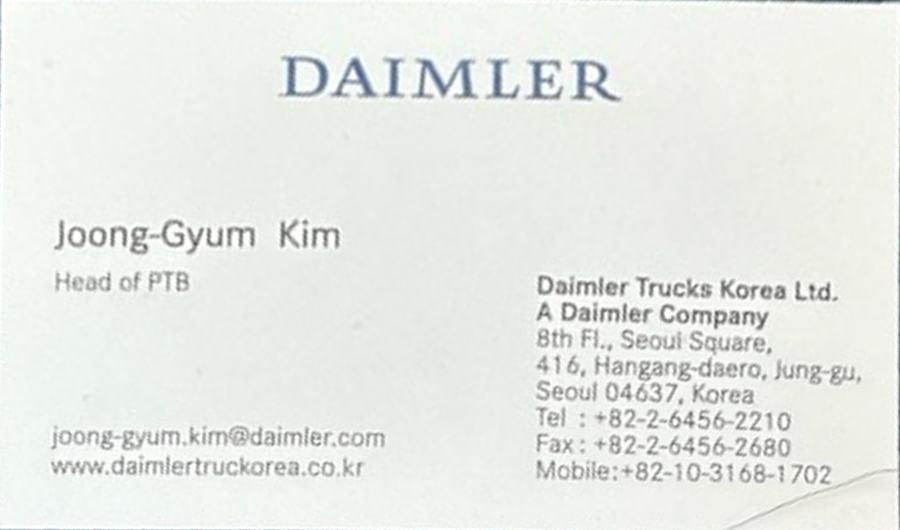 DAIMLER
Joong-Gyum Kim
Head of PTB
joong-gyum.kim@daimler.com
www.daimlertruckorea.co.kr
Daimler Trucks Korea Ltd.
A Daimler Company
8th Fl., Seoul Square,
416, Hangang-daero, Jung-gu,
Seoul 04637, Korea
Tel : +82-2-6456-2210
Fax : +82-2-6456-2680
Mobile:+82-10-3168-1702